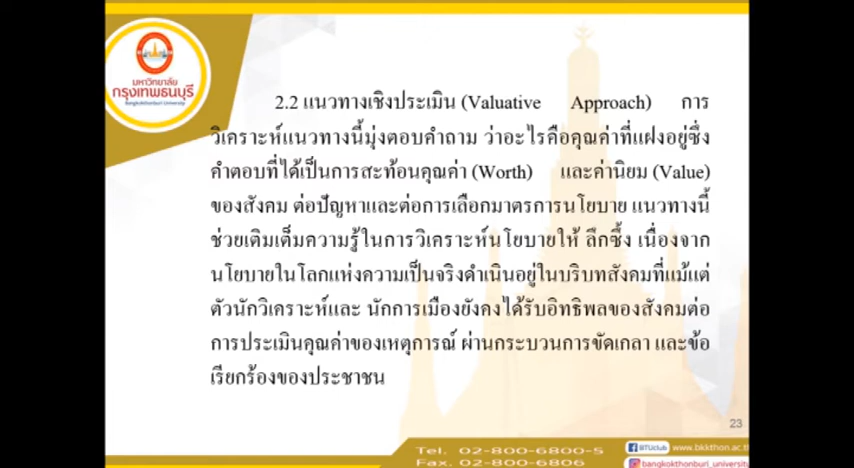 มหาวิทยาลัย
กรุงเทพธนบุรี
Bangkokthonburi University
2.2 แนวทางเชิงประเมิน (Valuative Approach) การ
วิเคราะห์แนวทางนี้มุ่งตอบคำถาม ว่าอะไรคือคุณค่าที่แฝงอยู่ซึ่ง
คำตอบที่ได้เป็นการสะท้อนคุณค่า (Worth) และค่านิยม (Value)
ของสังคม ต่อปัญหาและต่อการเลือกมาตรการนโยบาย แนวทางนี้
ช่วยเติมเต็มความรู้ในการวิเคราะห์นโยบายให้ ลึกซึ้ง เนื่องจาก
นโยบายในโลกแห่งความเป็นจริงดำเนินอยู่ในบริบทสังคมที่แม้แต่
ตัวนักวิเคราะห์และ นักการเมืองยังคงได้รับอิทธิพลของสังคมต่อ
การประเมินคุณค่าของเหตุการณ์ ผ่านกระบวนการขัดเกลา และข้อ
เรียกร้องของประชาชน
23
Tel. 02-800-6800-5
BTUclub www.bkkthon.ac.t
Fax. 02-800-6806
bangkokthonburi_university